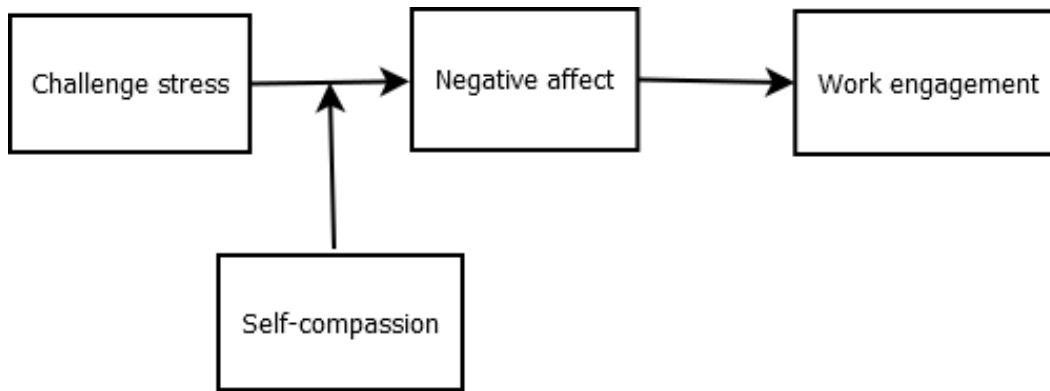 Challenge stress
Negative affect
Work engagement
Self-compassion